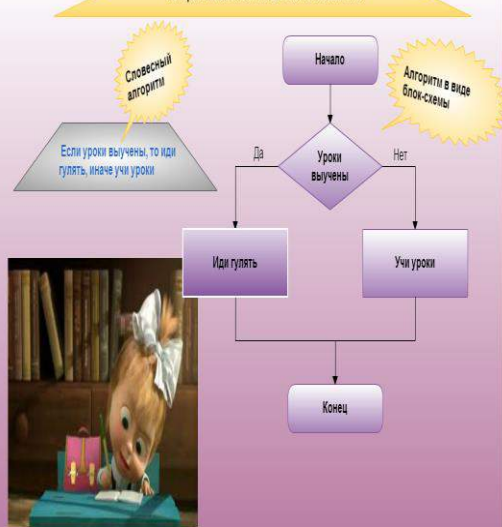 Словесный
алгоритм
Если уроки выучены, то иди
гулять, иначе учи уроки
Начало
Алгоритм в виде
блок-схемы
Да
Уроки
выучены
Нет
Иди гулять
Учи уроки
Конец